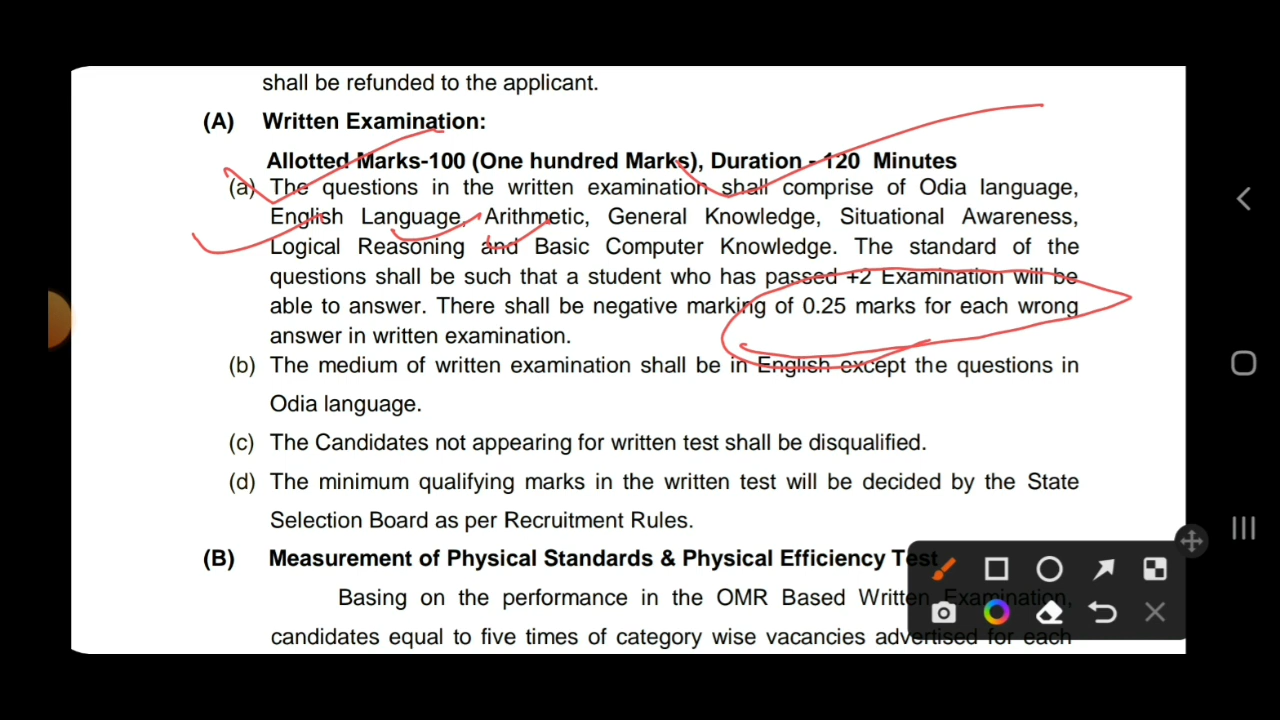 shall be refunded to the applicant.
(A) Written Examination:
Allotted Marks-100 (One hundred Marks), Duration - 120 Minutes
(a) The questions in the written examination shall comprise of Odia language,
English Language, Arithmetic, General Knowledge, Situational Awareness,
Logical Reasoning and Basic Computer Knowledge. The standard of the
questions shall be such that a student who has passed +2 Examination will be
able to answer. There shall be negative marking of 0.25 marks for each wrong
answer in written examination.
(b) The medium of written examination shall be in English except the questions in
Odia language.
(c) The Candidates not appearing for written test shall be disqualified.
(d) The minimum qualifying marks in the written test will be decided by the State
Selection Board as per Recruitment Rules.
(B) Measurement of Physical Standards & Physical Efficiency Test
Basing on the performance in the OMR Based Written Examination,
candidates equal to five times of category wise vacancies advertised for each